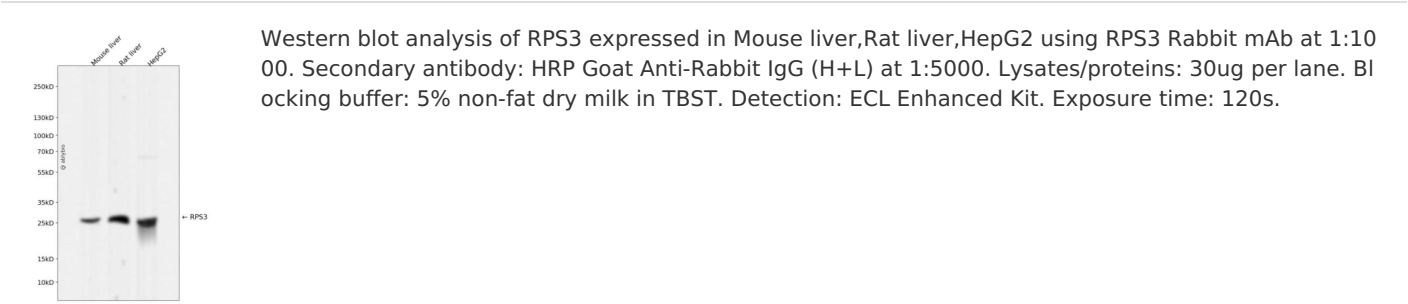 Mouse liver
Rat liver
HepG2
250kD
130kD
100kD
70kD
55kD
35kD
25kD
15kD
10kD
@ abybio
← RPS3
Western blot analysis of RPS3 expressed in Mouse liver,Rat liver,HepG2 using RPS3 Rabbit mAb at 1:10
00. Secondary antibody: HRP Goat Anti-Rabbit IgG (H+L) at 1:5000. Lysates/proteins: 30ug per lane. Bl
ocking buffer: 5% non-fat dry milk in TBST. Detection: ECL Enhanced Kit. Exposure time: 120s.